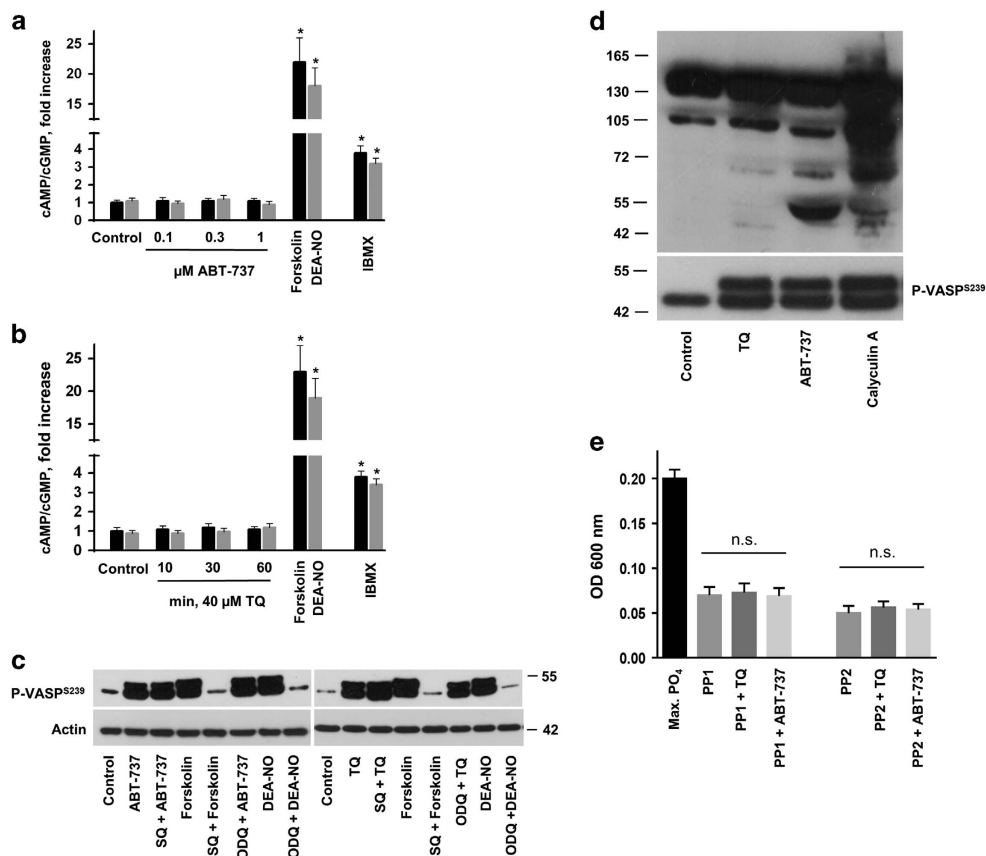 a
cAMP/cGMP, fold increase
25
20
15
4
3
2
1
0
*
*
*
*
Control
0.1
0.3
1
µM ABT-737
Forskolin
DEA-NO
IBMX
b
cAMP/cGMP, fold increase
25
20
15
4
3
2
1
0
*
*
*
*
Control
10
30
60
min, 40 µM TQ
Forskolin
DEA-NO
IBMX
c
P-VASPS239
Actin
55
42
Control
ABT-737
SQ + ABT-737
Forskolin
SQ + Forskolin
ODQ + ABT-737
DEA-NO
ODQ + DEA-NO
Control
TQ
SQ + TQ
Forskolin
SQ + Forskolin
ODQ + TQ
DEA-NO
ODQ +DEA-NO
d
165
130
105
72
55
42
55
42
P-VASPS239
Control
TQ
ABT-737
Calyculin A
e
OD 600 nm
0.20
0.15
0.10
0.05
0.00
n.s.
n.s.
Max. PO4
PP1
PP1 + TQ
PP1 + ABT-737
PP2
PP2 + TQ
PP2 + ABT-737